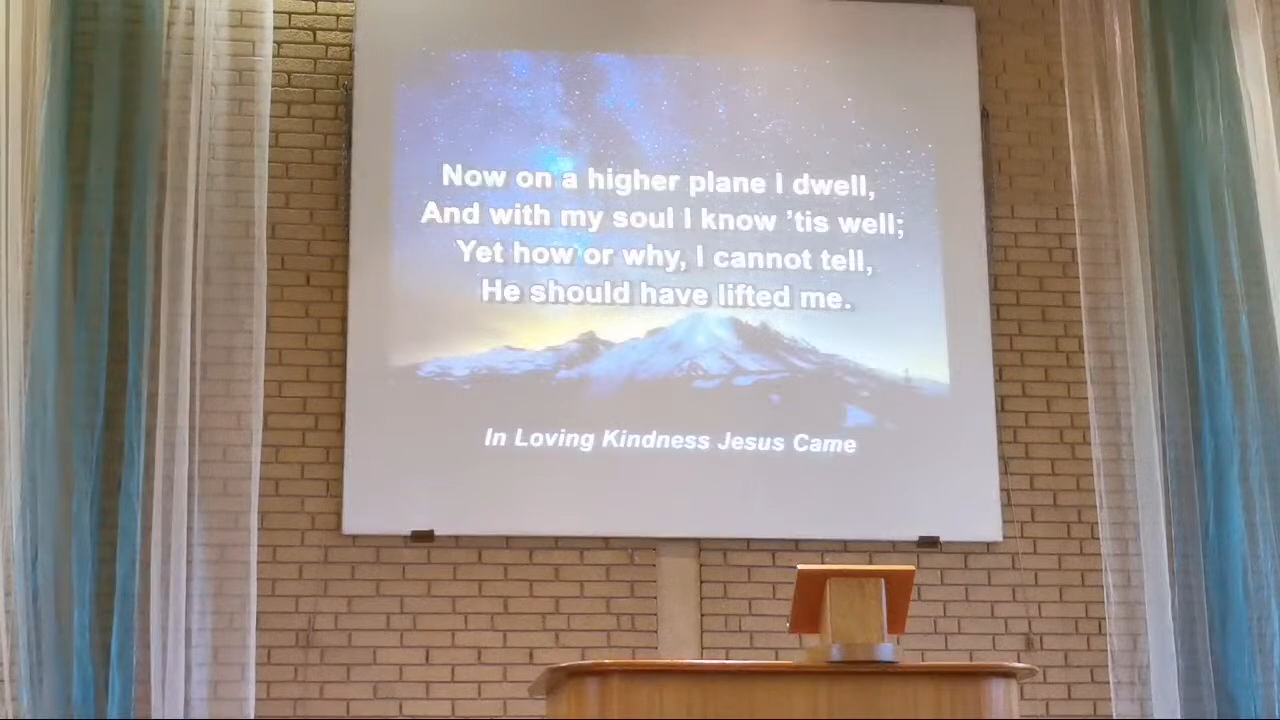 Now on a higher plane I dwell,
And with my soul I know ’tis well;
Yet how or why, I cannot tell,
He should have lifted me.
In Loving Kindness Jesus Came